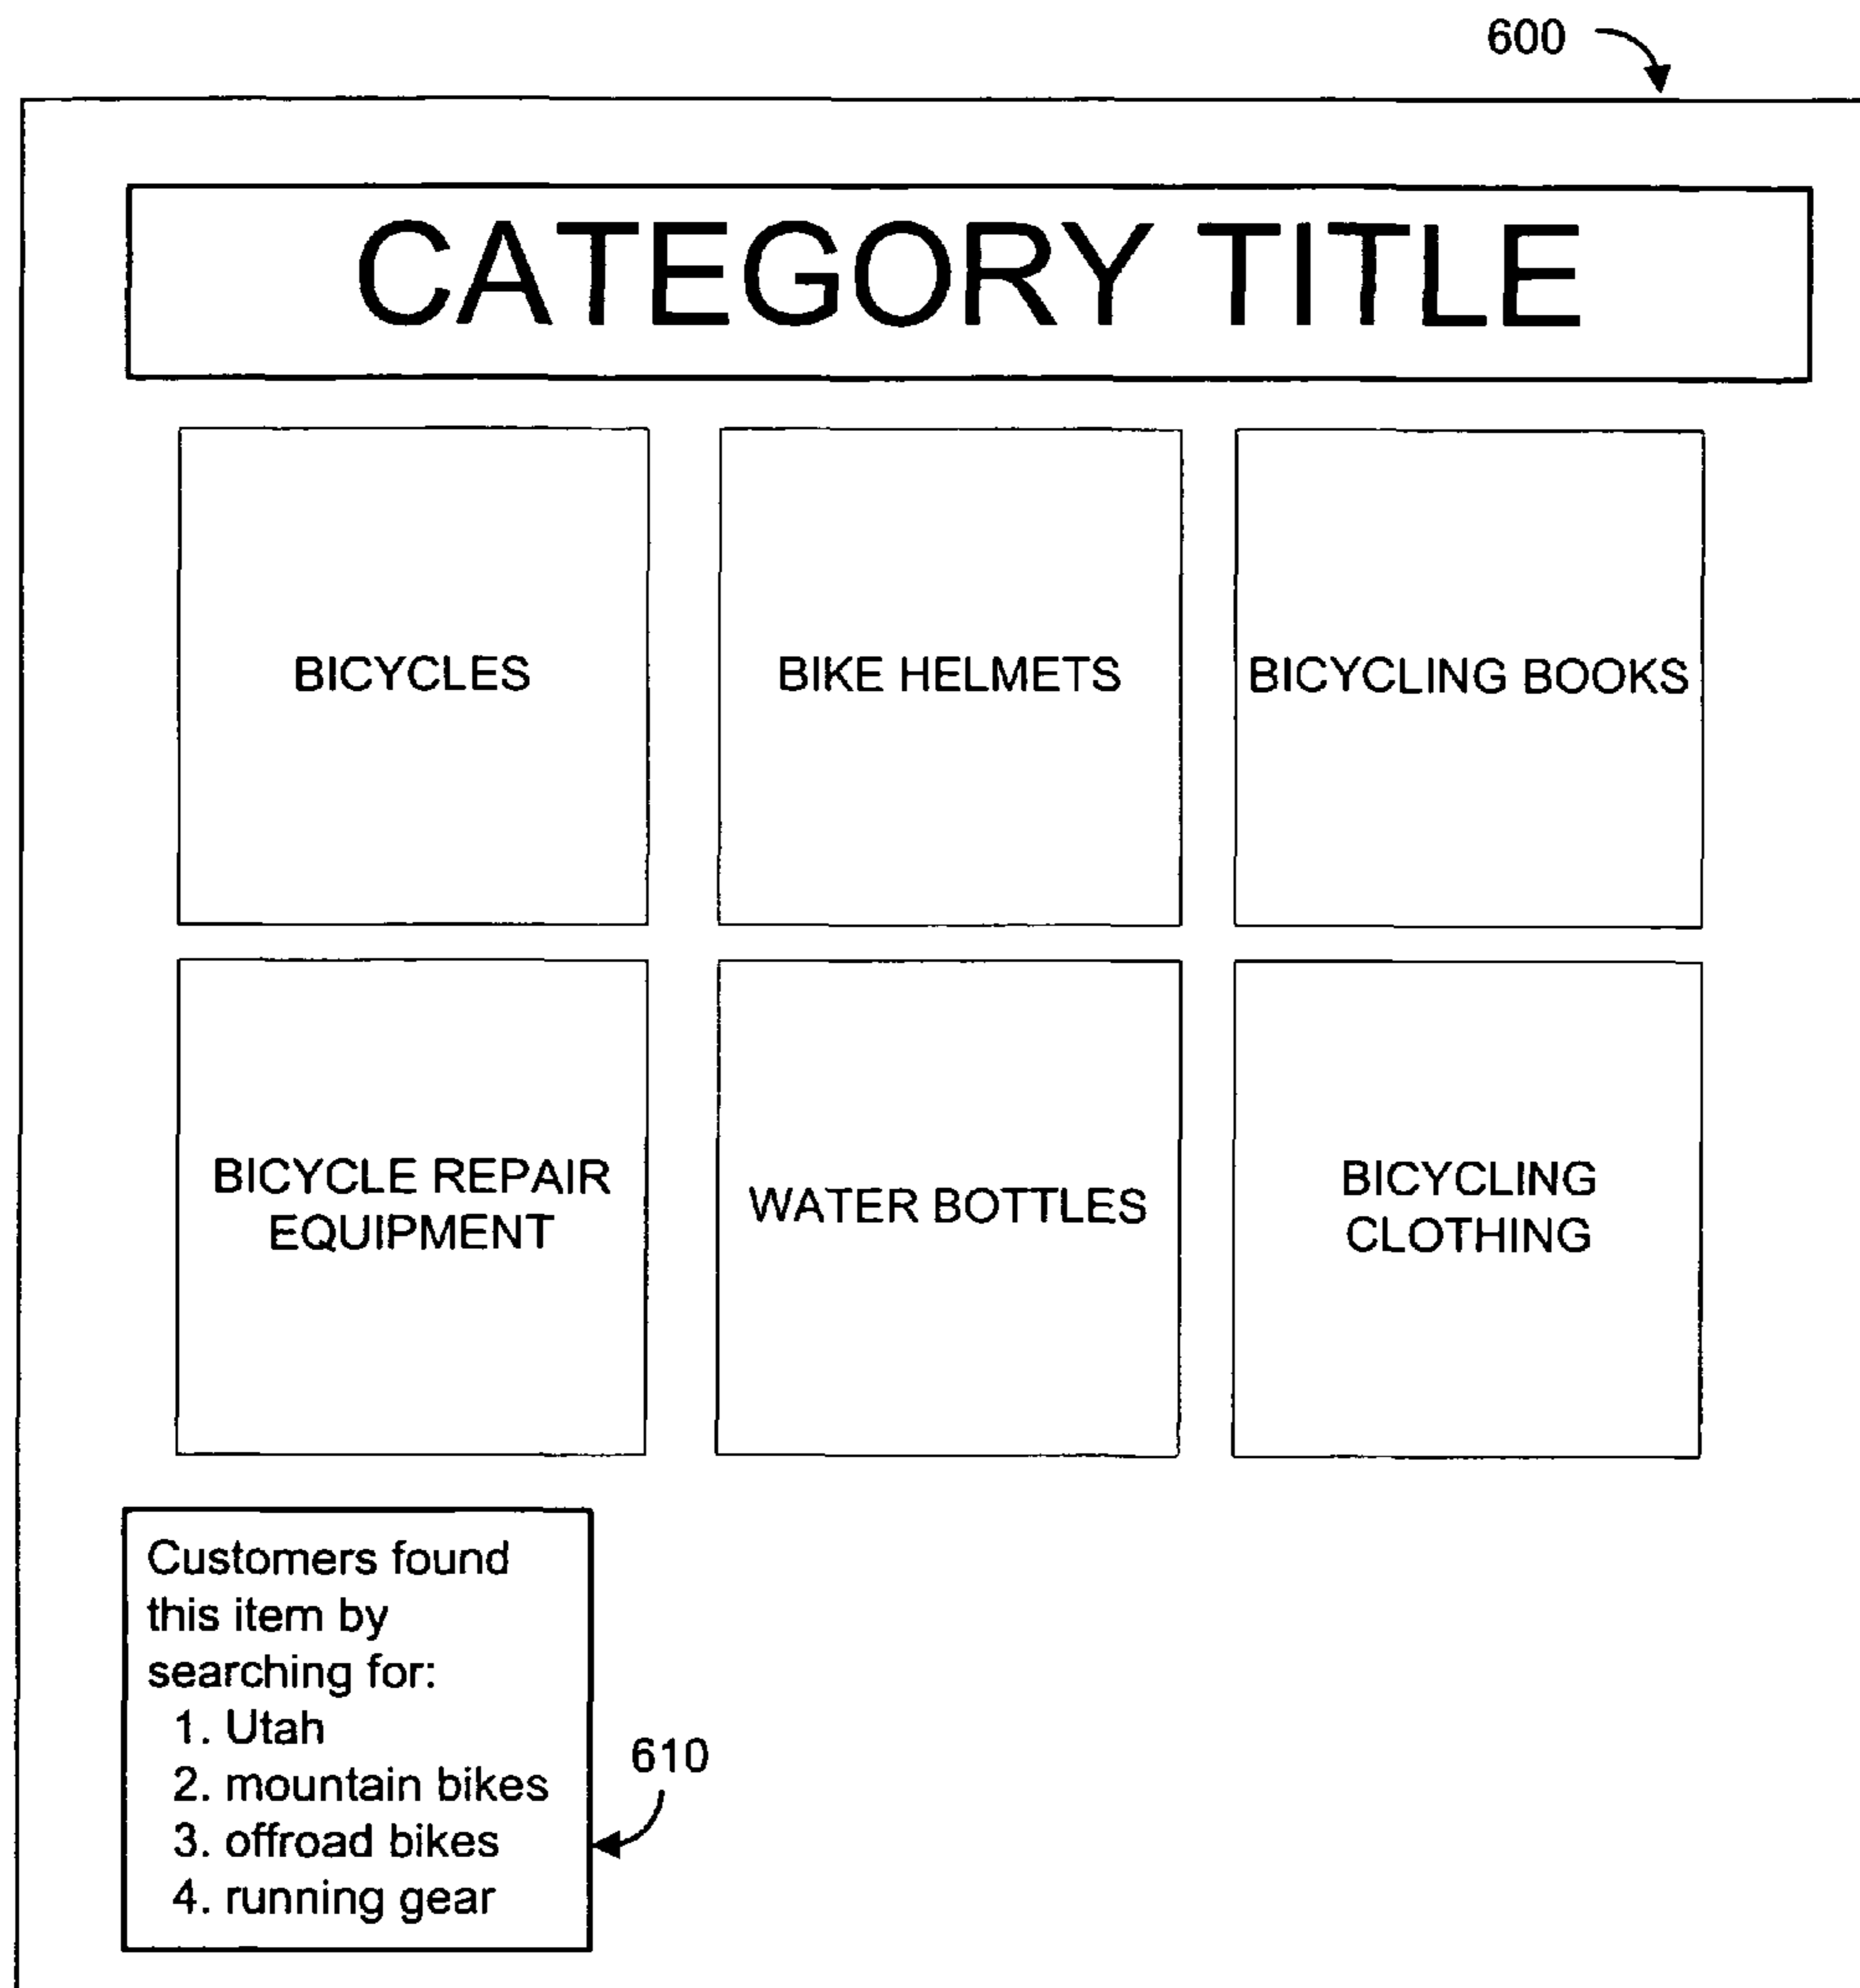 600
CATEGORY TITLE
BICYCLES
BIKE HELMETS
BICYCLING BOOKS
BICYCLE REPAIR
EQUIPMENT
WATER BOTTLES
BICYCLING
CLOTHING
Customers found
this item by
searching for:
1. Utah
2. mountain bikes
3. offroad bikes
4. running gear
610